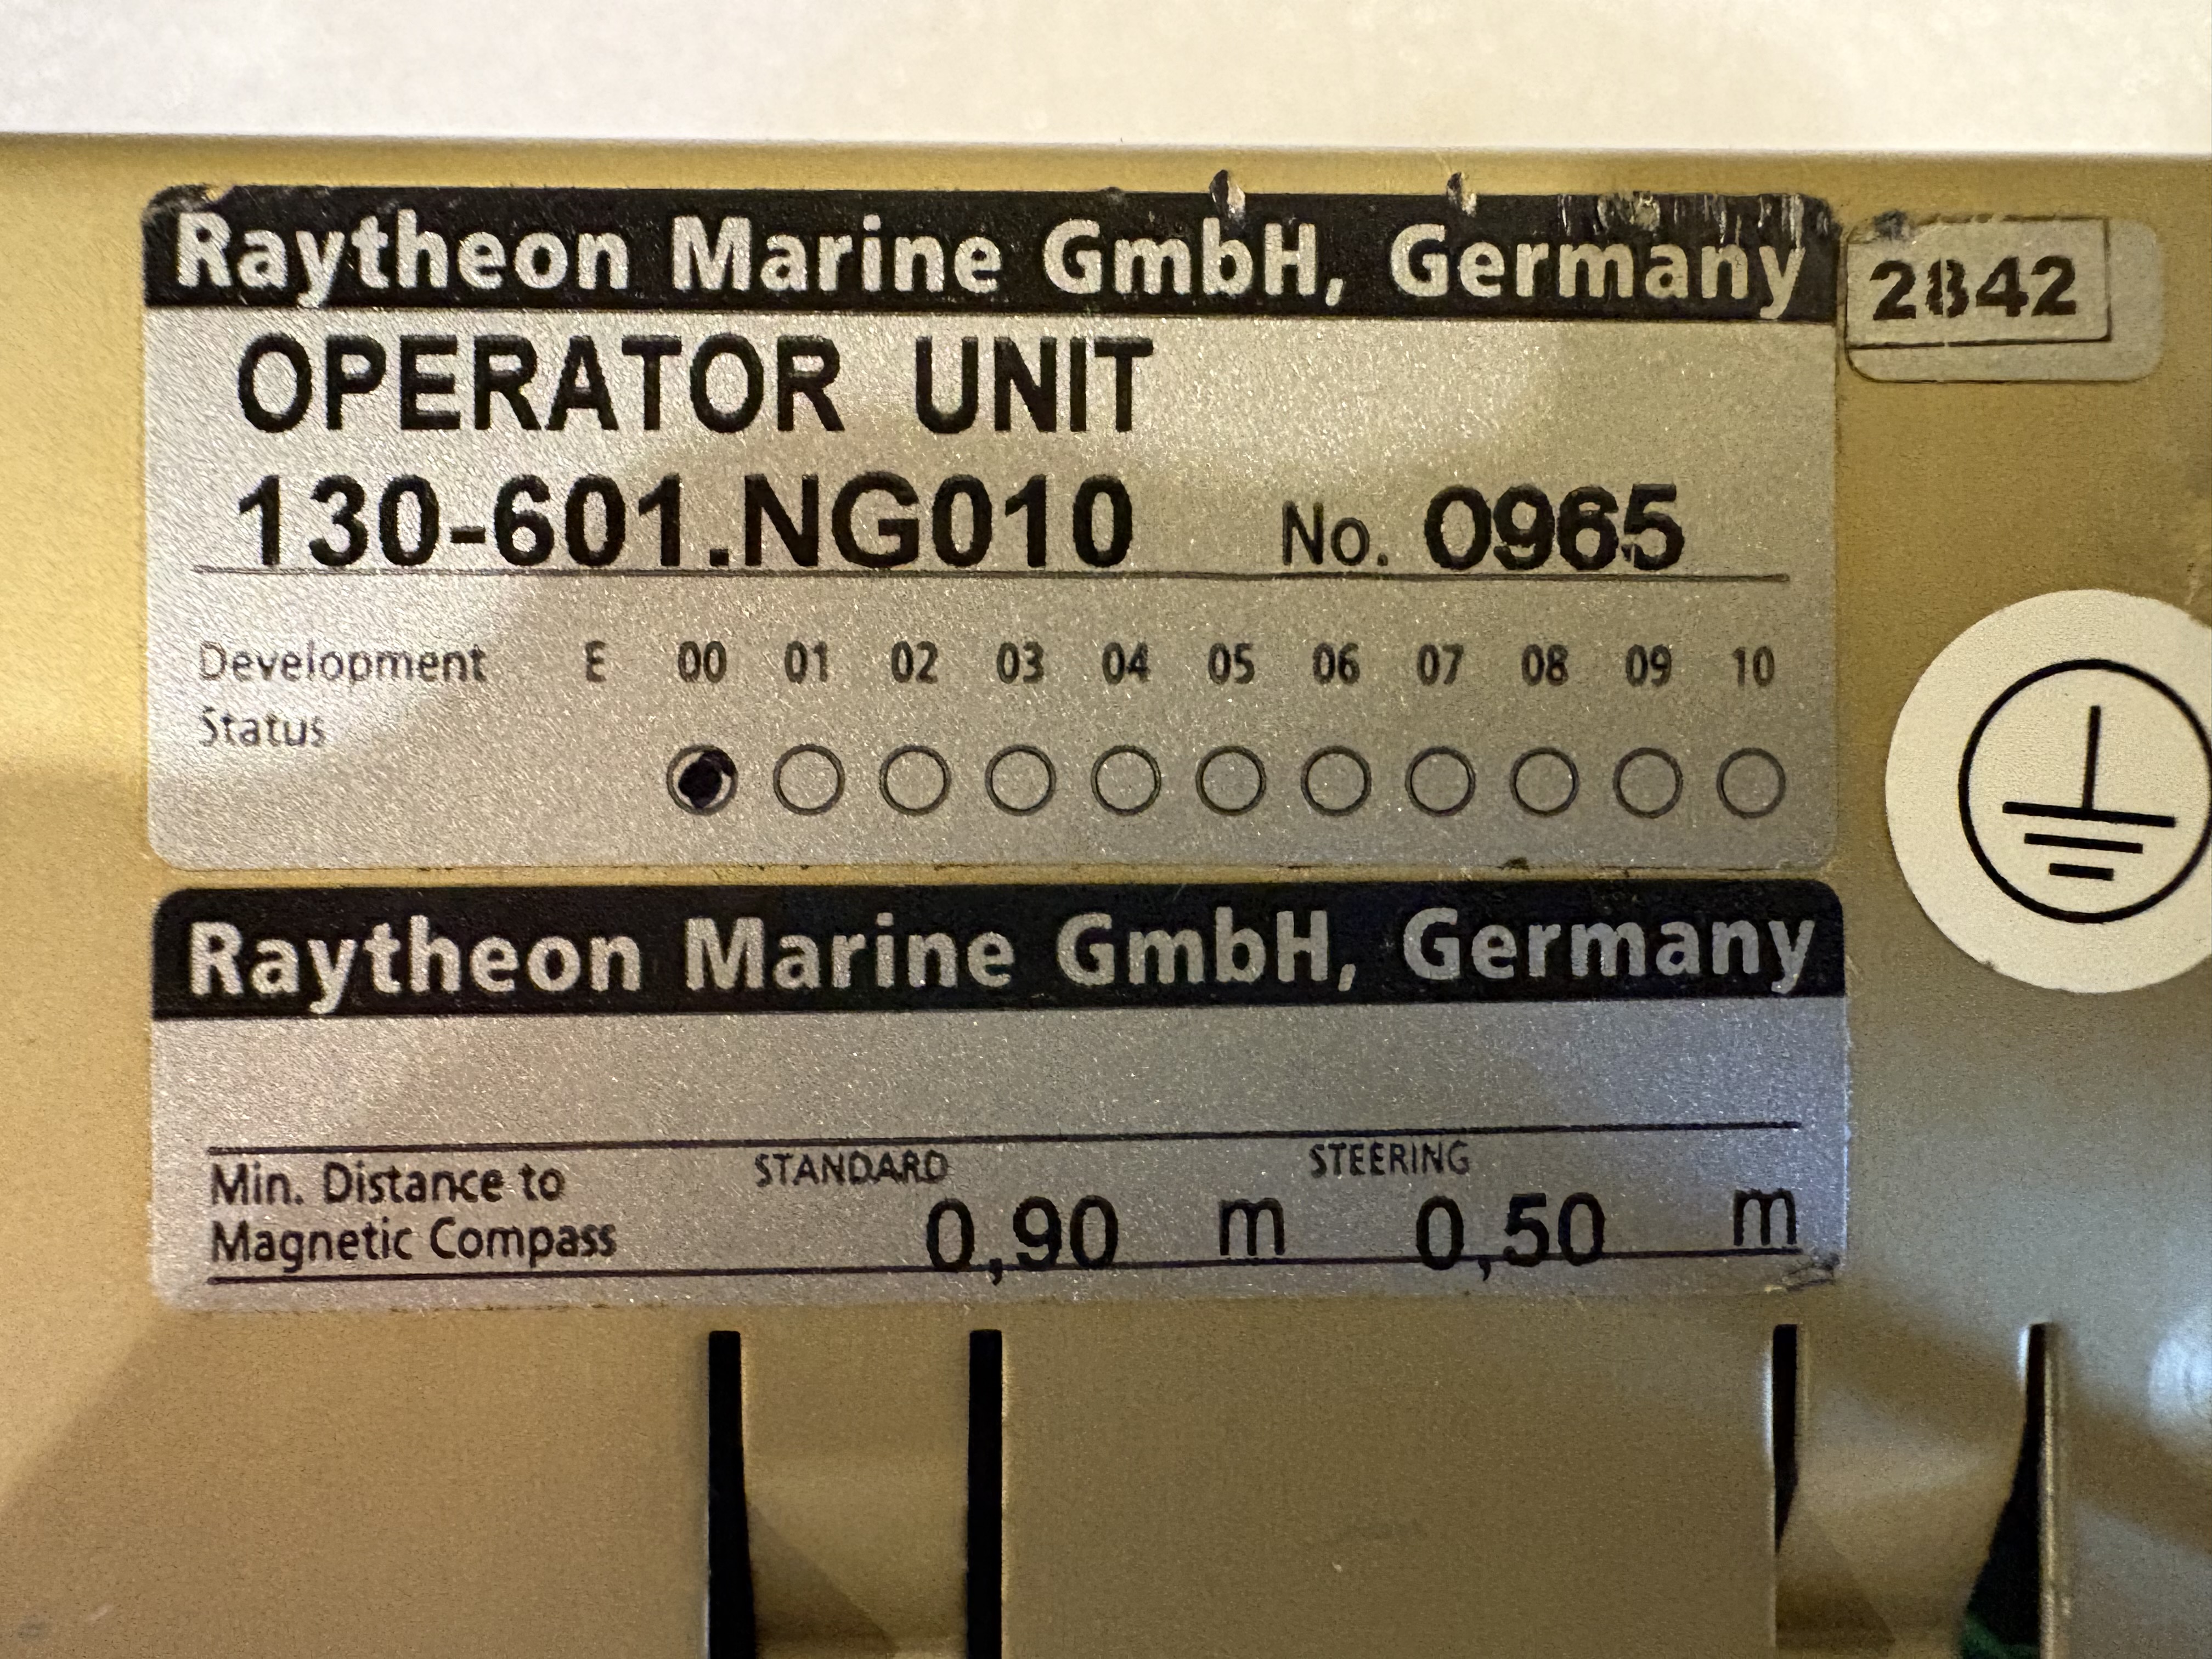 Raytheon Marine GmbH, Germany
2842
OPERATOR UNIT
130-601.NG010 No. 0965
Development E 00 01 02 03 04 05 06 07 08 09 10
Status
Raytheon Marine GmbH, Germany
STANDARD STEERING
Min. Distance to
Magnetic Compass 0,90 m 0,50 m